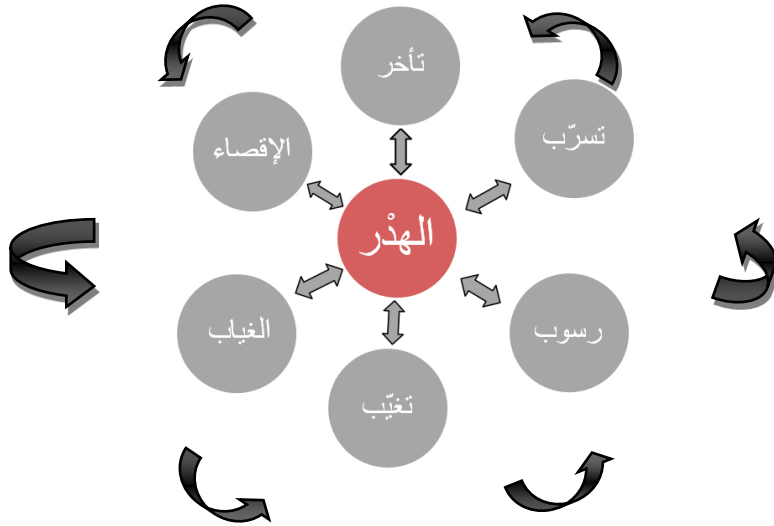 تأخر
تسرّب
الإقصاء
الهدْر
رسوب
الغياب
تغيّب